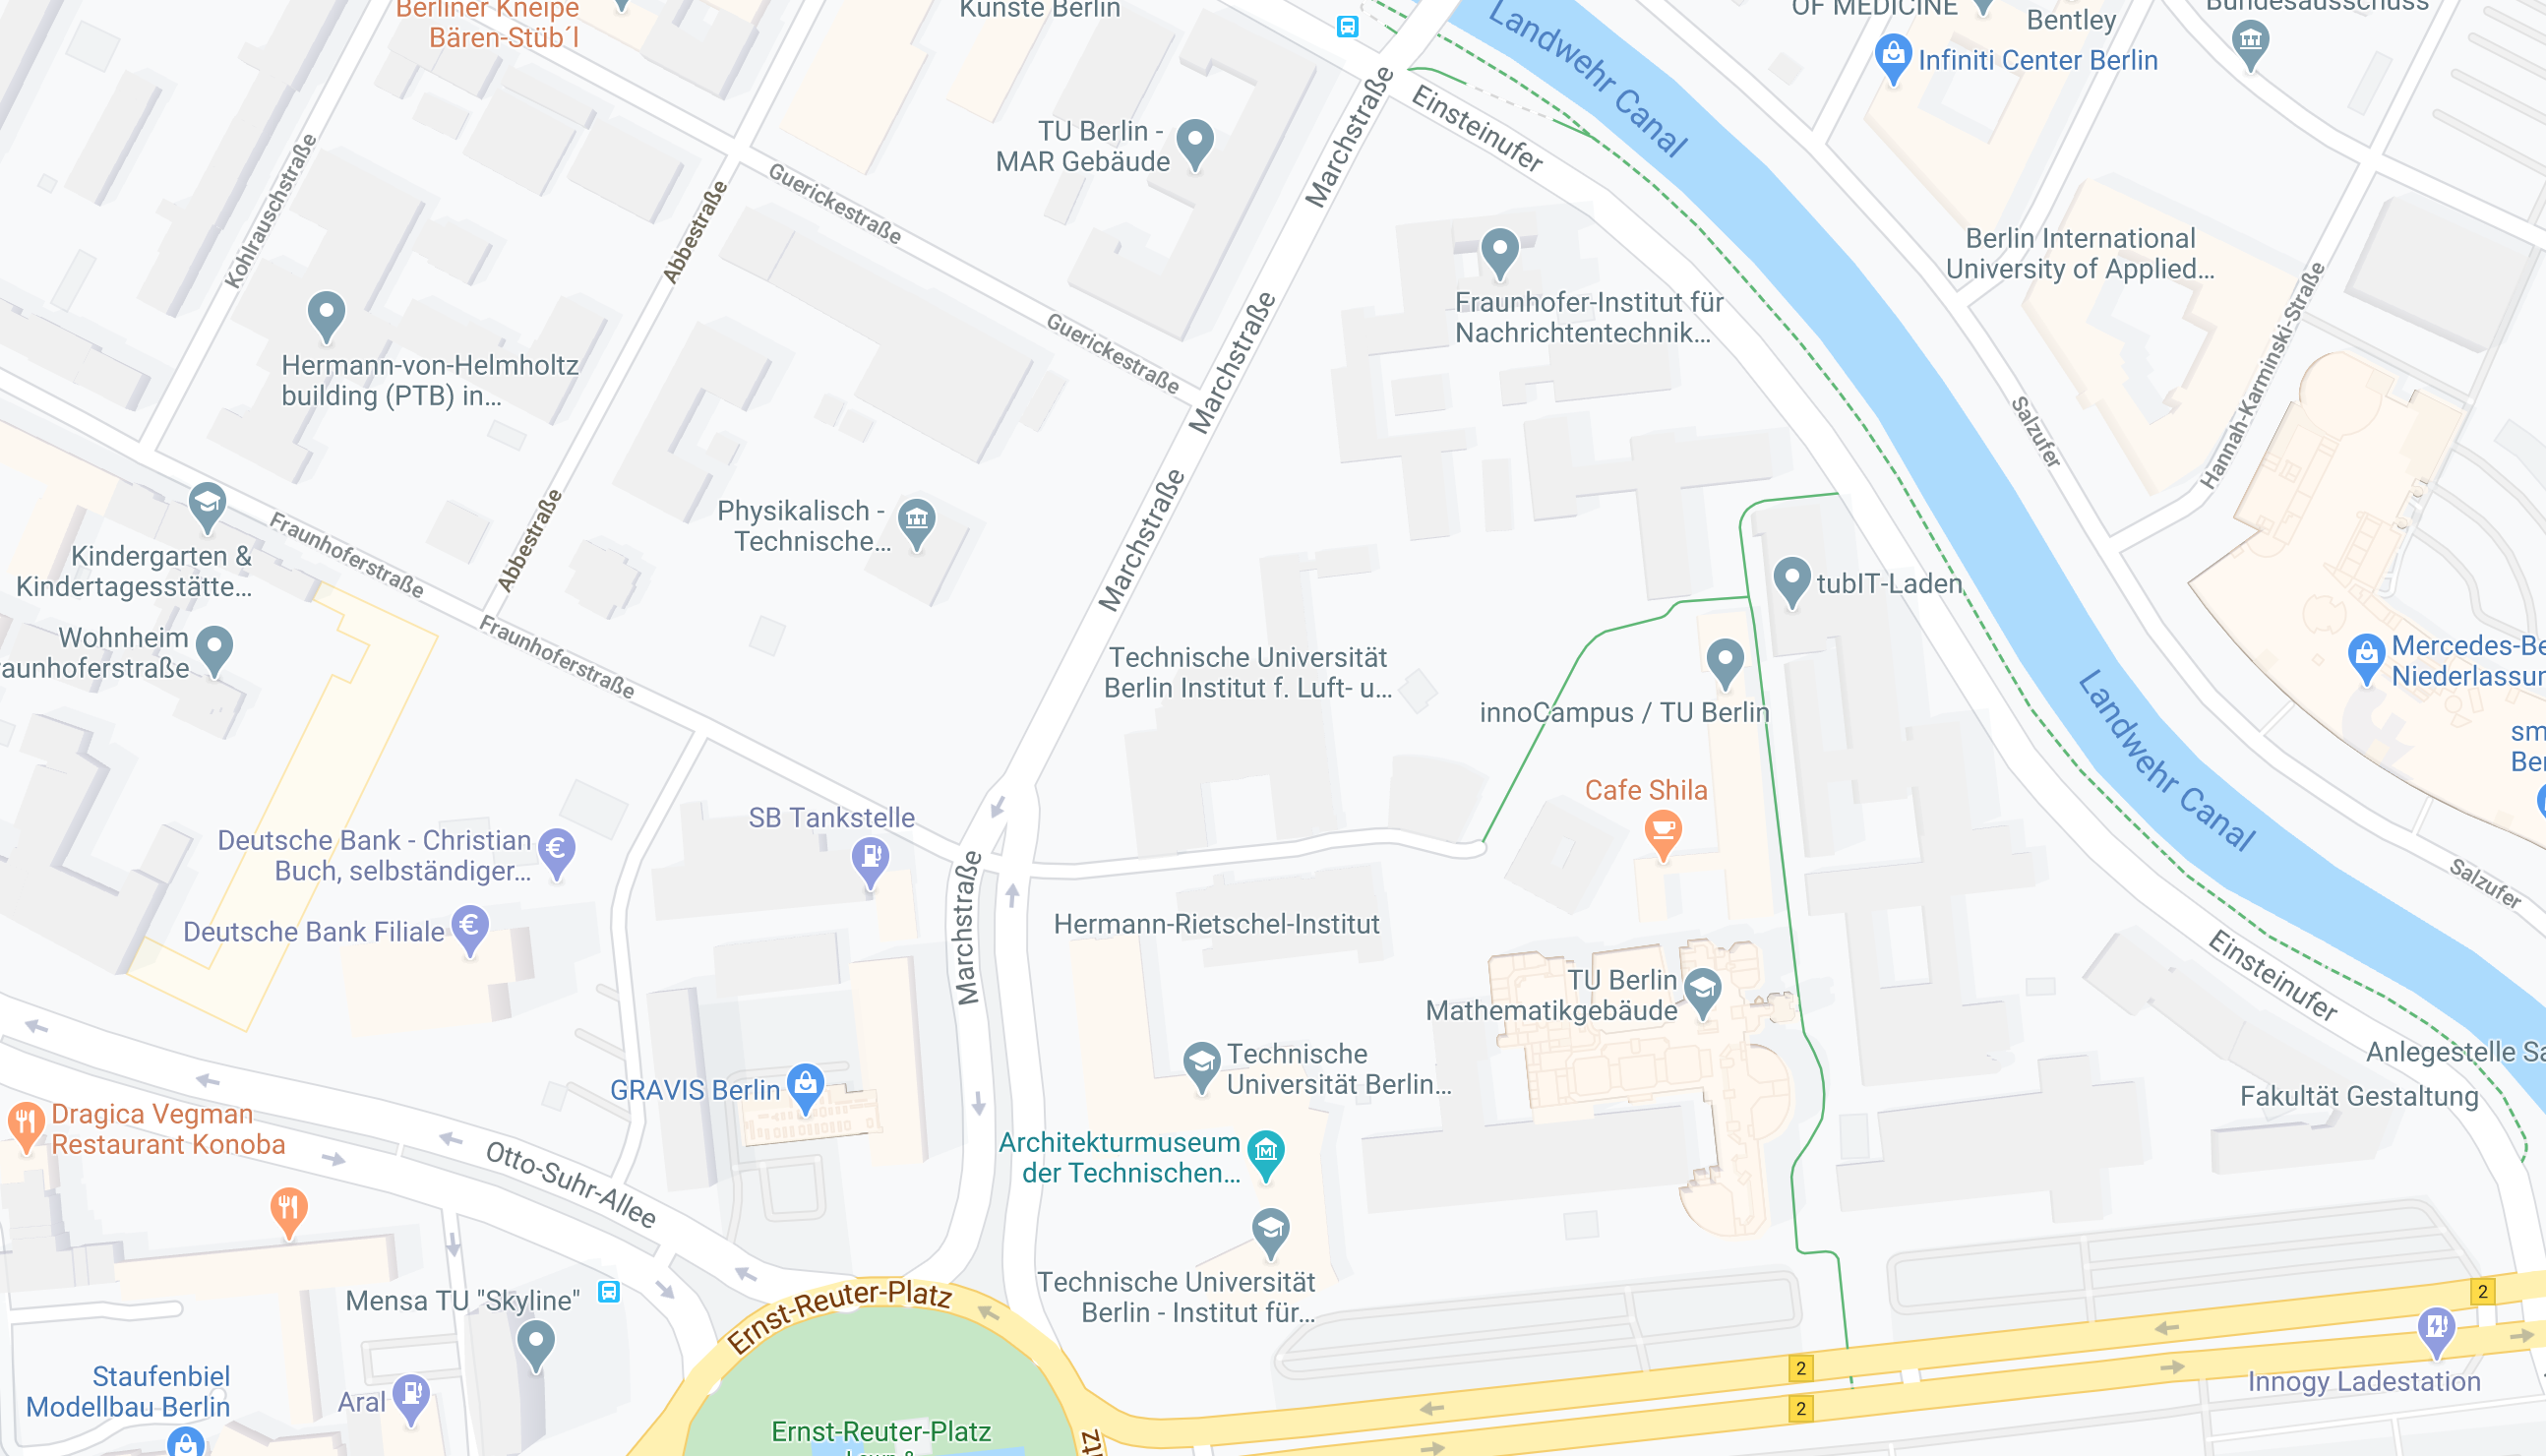 Berliner Kneipe
Bären-Stüb´l
Künste Berlin
OF MEDICINE
Bentley
Bundesausschuss
Infiniti Center Berlin
Landwehr Canal
Einsteinufer
Marchstraße
TU Berlin -
MAR Gebäude
Kohlrauschstraße
Abbestraße
Guerickestraße
Berlin International
University of Applied...
Fraunhofer-Institut für
Nachrichtentechnik...
Hannah-Karminski-Straße
Marchstraße
Guerickestraße
Hermann-von-Helmholtz
building (PTB) in...
Salzufer
Physikalisch -
Technische...
Marchstraße
Abbestraße
Fraunhoferstraße
Kindergarten &
Kindertagesstätte...
tubIT-Laden
Wohnheim
raunhoferstraße
Fraunhoferstraße
Technische Universität
Berlin Institut f. Luft- u...
Mercedes-Be
Niederlassun
innoCampus / TU Berlin
sm
Ber
Landwehr Canal
Cafe Shila
SB Tankstelle
Deutsche Bank - Christian
Buch, selbständiger...
Salzufer
Deutsche Bank Filiale
Marchstraße
Hermann-Rietschel-Institut
Einsteinufer
TU Berlin
Mathematikgebäude
Technische
Universität Berlin...
Anlegestelle Sa
GRAVIS Berlin
Fakultät Gestaltung
Dragica Vegman
Restaurant Konoba
Otto-Suhr-Allee
Architekturmuseum
der Technischen...
Technische Universität
Berlin - Institut für...
Mensa TU "Skyline"
Ernst-Reuter-Platz
2
2
2
Staufenbiel
Modellbau Berlin
Aral
Innogy Ladestation
Ernst-Reuter-Platz
tz